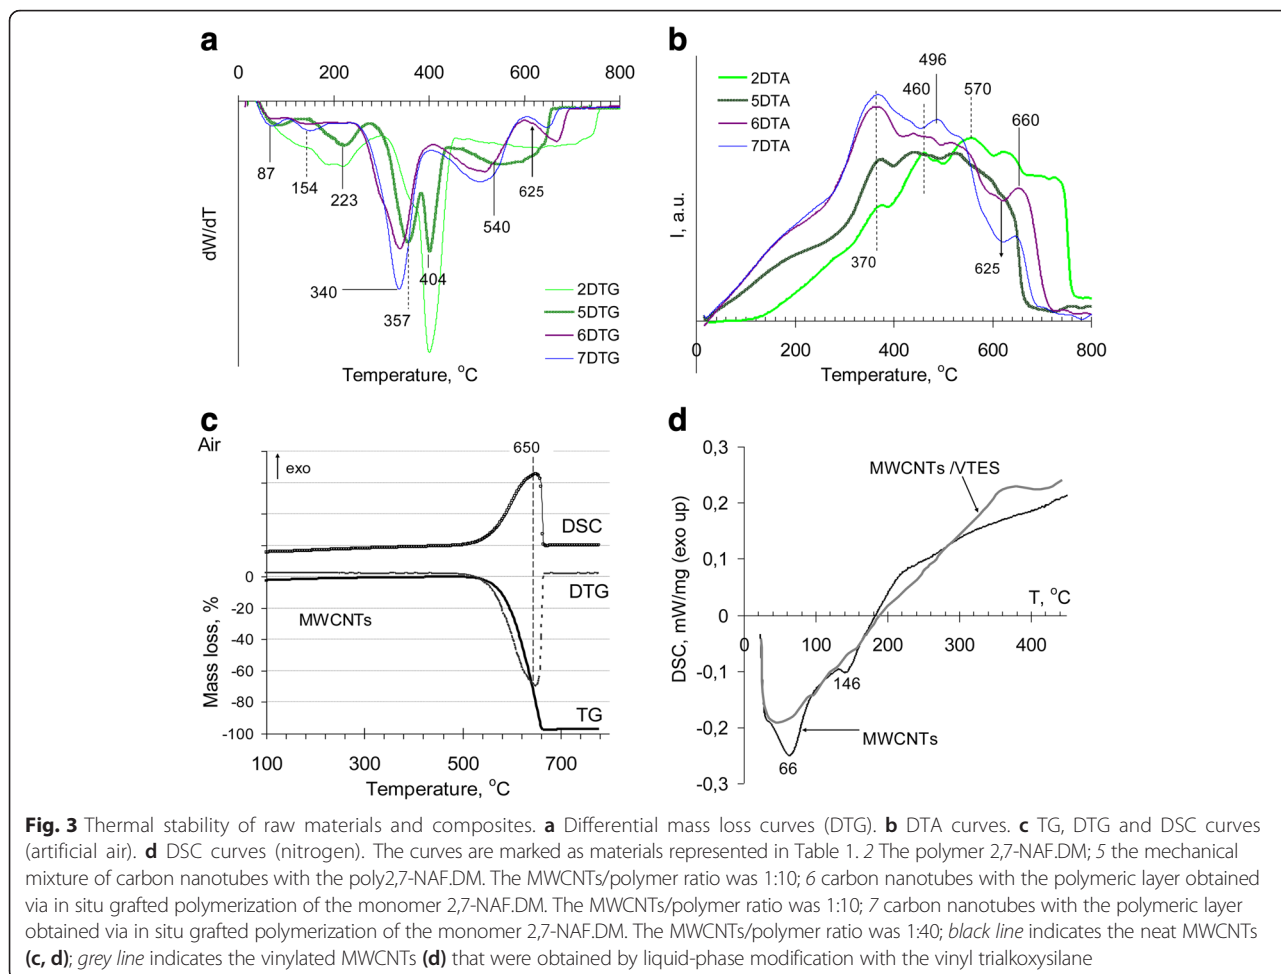 a
0
200
400
600
800
87
154
223
340
357
404
540
625
dW/dT
2DTG
5DTG
6DTG
7DTG
Temperature, °C
b
2DTA
5DTA
6DTA
7DTA
460
496
570
660
370
625
I, a.u.
0
200
400
600
800
Temperature, °C
c
Air
exo
650
DSC
DTG
MWCNTs
TG
0
-20
-40
-60
-80
-100
Mass loss, %
100
300
500
700
Temperature, °C
d
0,3
0,2
0,1
0
-0,1
-0,2
-0,3
DSC, mW/mg (exo up)
MWCNTs /VTES
T, °C
0
100
200
300
400
146
66
MWCNTs
Fig. 3 Thermal stability of raw materials and composites. a Differential mass loss curves (DTG). b DTA curves. c TG, DTG and DSC curves
(artificial air). d DSC curves (nitrogen). The curves are marked as materials represented in Table 1. 2 The polymer 2,7-NAF.DM; 5 the mechanical
mixture of carbon nanotubes with the poly2,7-NAF.DM. The MWCNTs/polymer ratio was 1:10; 6 carbon nanotubes with the polymeric layer obtained
via in situ grafted polymerization of the monomer 2,7-NAF.DM. The MWCNTs/polymer ratio was 1:10; 7 carbon nanotubes with the polymeric layer
obtained via in situ grafted polymerization of the monomer 2,7-NAF.DM. The MWCNTs/polymer ratio was 1:40; black line indicates the neat MWCNTs
(c, d); grey line indicates the vinylated MWCNTs (d) that were obtained by liquid-phase modification with the vinyl trialkoxysilane